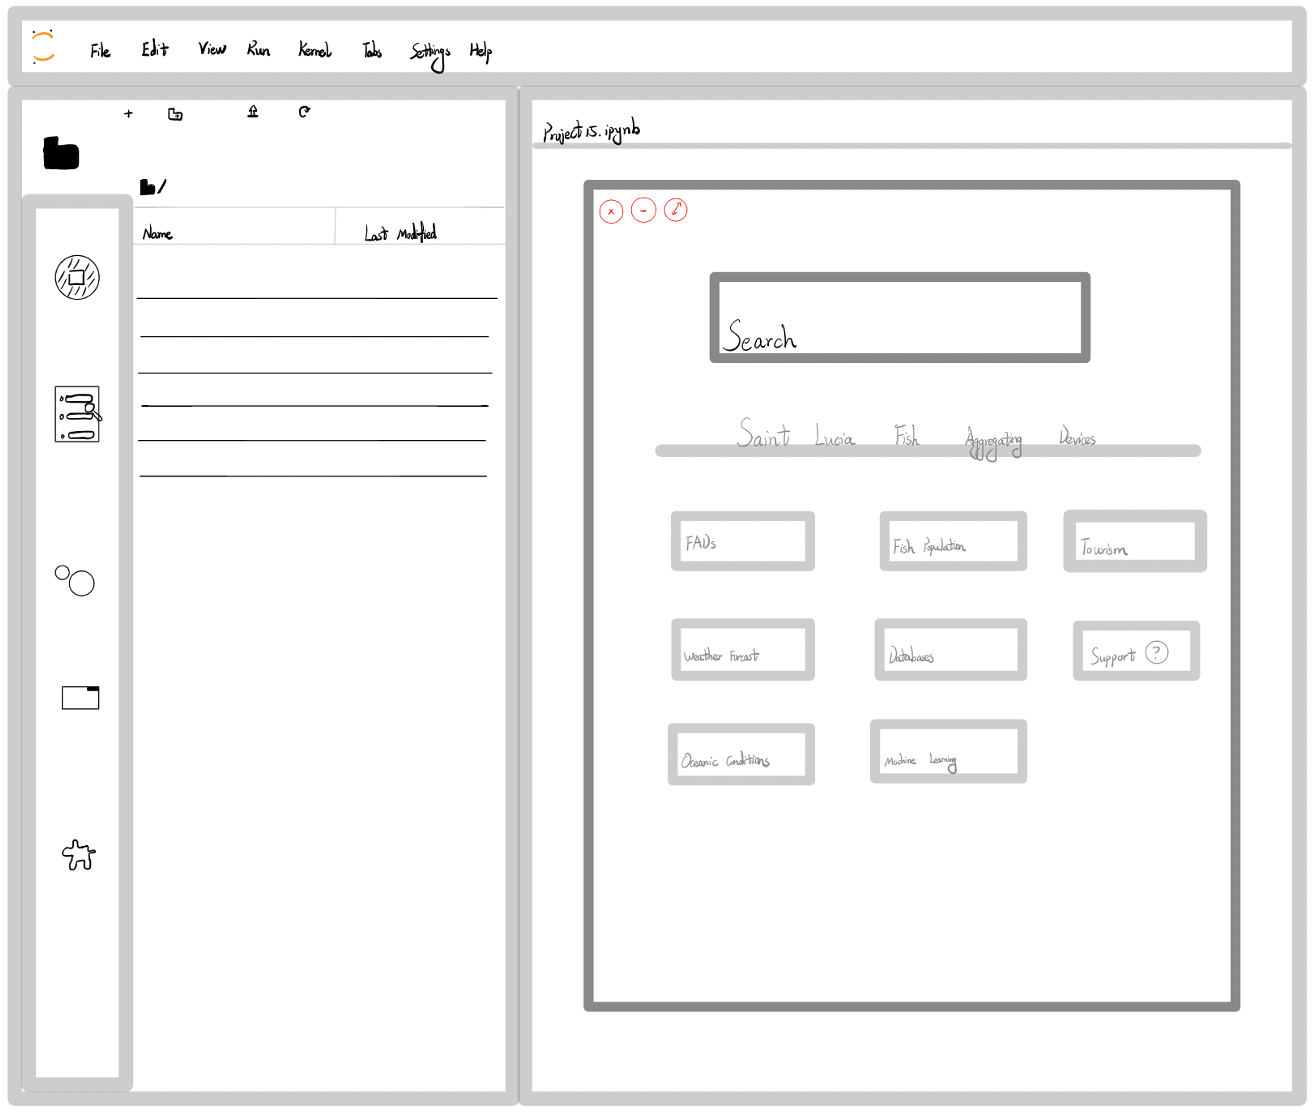 File Edit View Run Kernel Tabs Settings Help
Name Last Modified
Project 15.ipynb
Search
Saint Lucia Fish Aggregating Devices
FADs Fish Population Tourism
Weather Forcast Databases Support ?
Oceanic Conditions Machine Learning